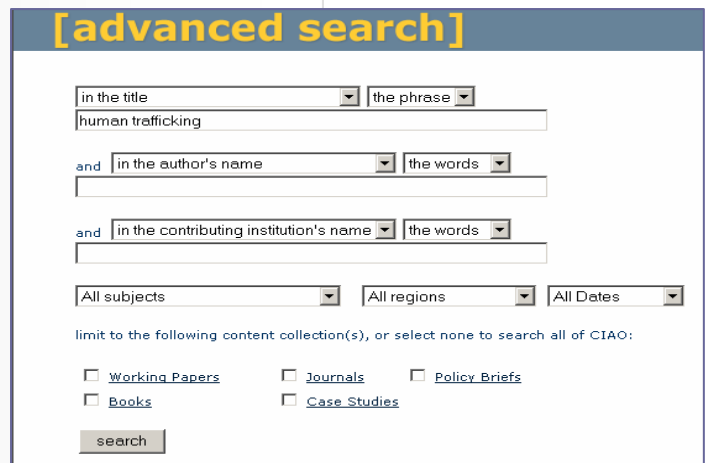 [advanced search]
in the title the phrase
human trafficking
and in the author's name the words
and in the contributing institution's name the words
All subjects All regions All Dates
limit to the following content collection(s), or select none to search all of CIAO:
Working Papers Journals Policy Briefs
Books Case Studies
search